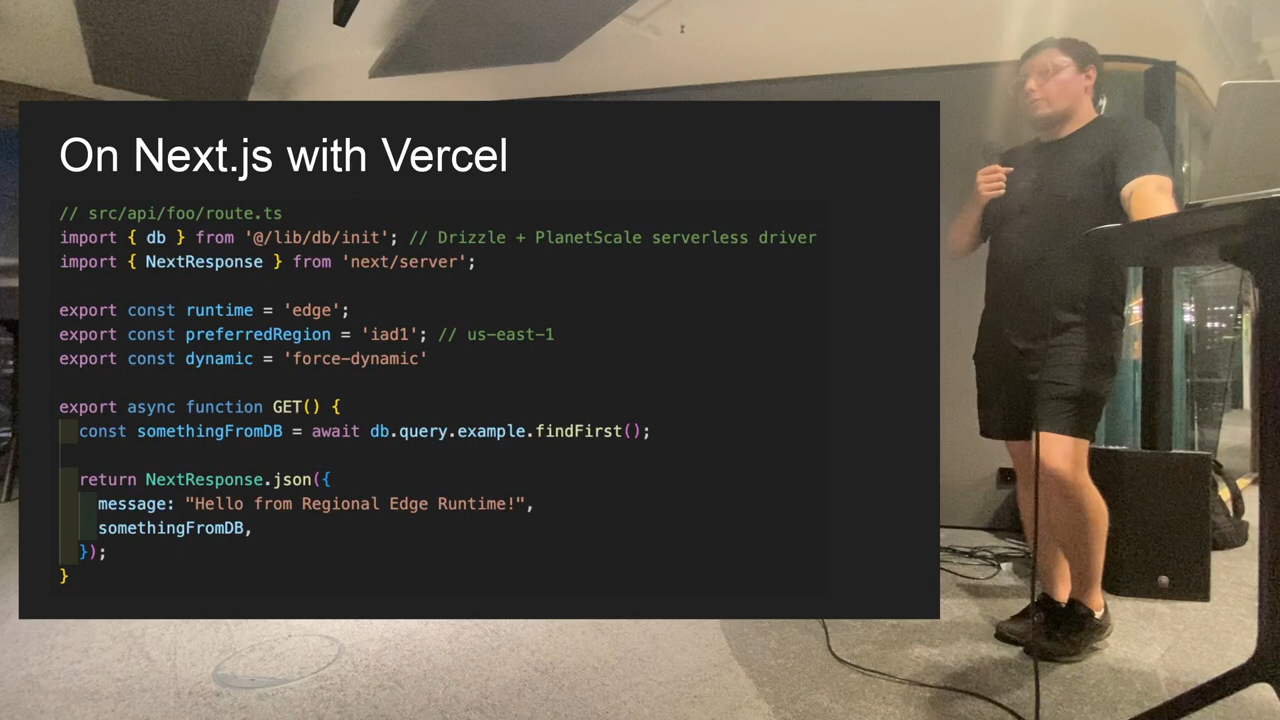 On Next.js with Vercel
// src/api/foo/route.ts
import { db } from '@/lib/db/init'; // Drizzle + PlanetScale serverless driver
import { NextResponse } from 'next/server';
export const runtime = 'edge';
export const preferredRegion = 'iad1'; // us-east-1
export const dynamic = 'force-dynamic'
export async function GET() {
const somethingFromDB = await db.query.example.findFirst();
return NextResponse.json({
message: "Hello from Regional Edge Runtime!",
somethingFromDB,
});
}